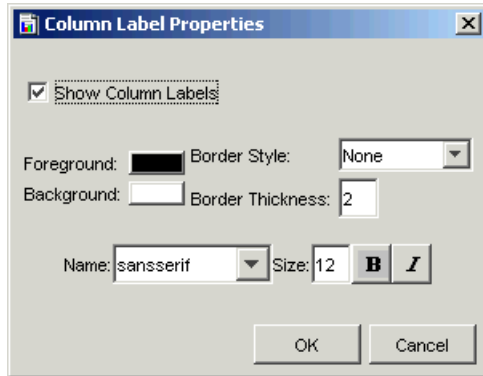 Column Label Properties
Show Column Labels
Foreground: Border Style: None
Background: Border Thickness: 2
Name: sansserif Size: 12 B I
OK Cancel